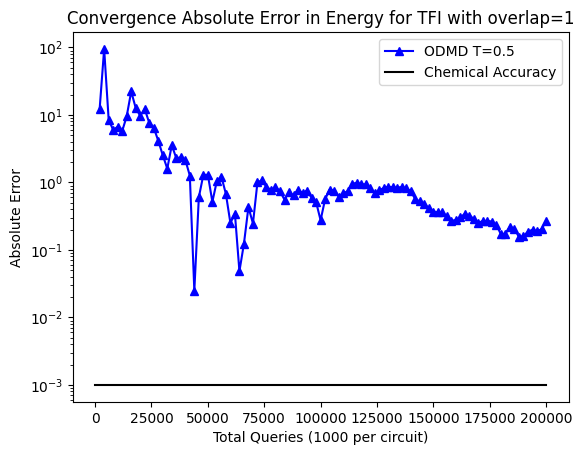 Convergence Absolute Error in Energy for TFI with overlap=1
ODMD T=0.5
Chemical Accuracy
Absolute Error
10²
10¹
10⁰
10⁻¹
10⁻²
10⁻³
0 25000 50000 75000 100000 125000 150000 175000 200000
Total Queries (1000 per circuit)